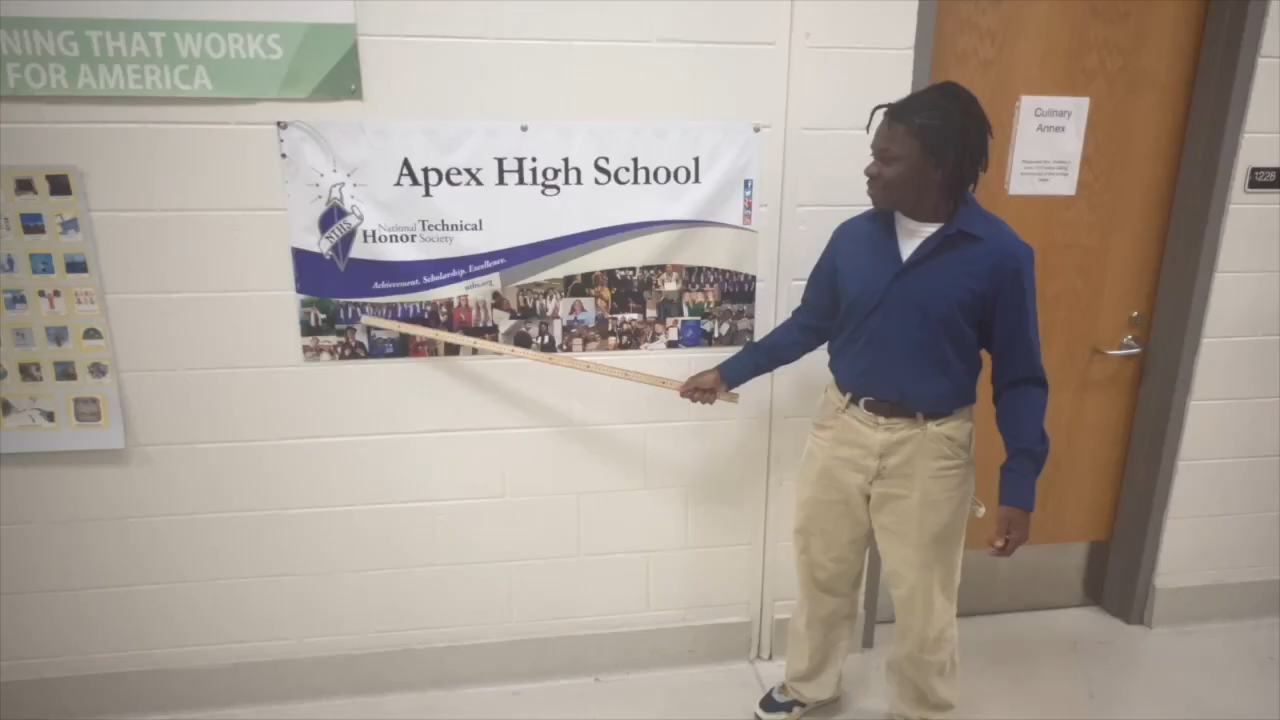 NING THAT WORKS
FOR AMERICA
Apex High School
NTHS
National Technical
Honor Society
Achievement. Scholarship. Excellence.
nths.org
Culinary
Annex
122B